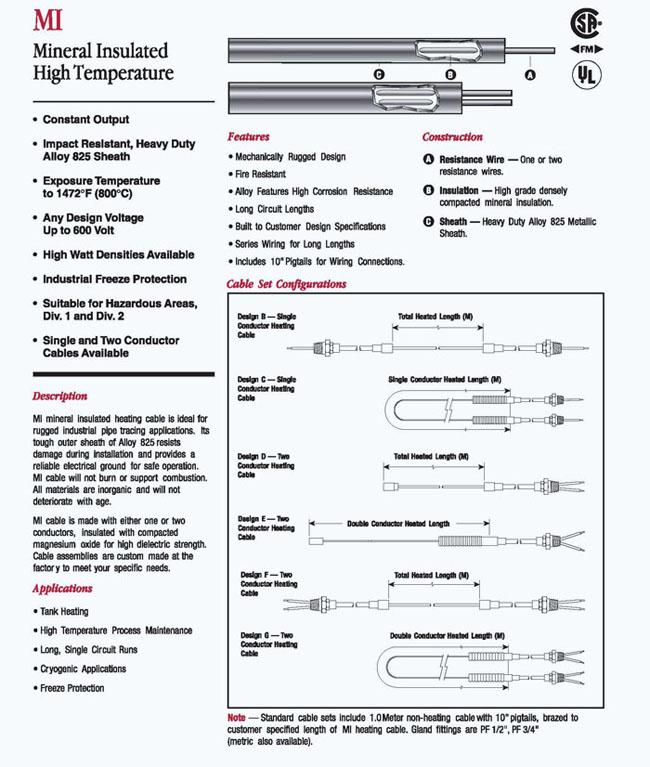 MI
Mineral Insulated
High Temperature
• Constant Output
• Impact Resistant, Heavy Duty
Alloy 825 Sheath
• Exposure Temperature
to 1472°F (800°C)
• Any Design Voltage
Up to 600 Volt
• High Watt Densities Available
• Industrial Freeze Protection
• Suitable for Hazardous Areas,
Div. 1 and Div. 2
• Single and Two Conductor
Cables Available
Description
MI mineral insulated heating cable is ideal for
rugged industrial pipe tracing applications. Its
tough outer sheath of Alloy 825 resists
damage during installation and provides a
reliable electrical ground for safe operation.
MI cable will not burn or support combustion.
All materials are inorganic and will not
deteriorate with age.
MI cable is made with either one or two
conductors, insulated with compacted
magnesium oxide for high dielectric strength.
Cable assemblies are custom made at the
factory to meet your specific needs.
Applications
• Tank Heating
• High Temperature Process Maintenance
• Long, Single Circuit Runs
• Cryogenic Applications
• Freeze Protection
C B A
SA
FM
UL
Features
• Mechanically Rugged Design
• Fire Resistant
• Alloy Features High Corrosion Resistance
• Long Circuit Lengths
• Built to Customer Design Specifications
• Series Wiring for Long Lengths
• Includes 10" Pigtails for Wiring Connections.
Construction
A Resistance Wire — One or two
resistance wires.
B Insulation — High grade densely
compacted mineral insulation.
C Sheath — Heavy Duty Alloy 825 Metallic
Sheath.
Cable Set Configurations
Design B — Single
Conductor Heating
Cable
Total Heated Length (M)
Design C — Single
Conductor Heating
Cable
Single Conductor Heated Length (M)
Design D — Two
Conductor Heating
Cable
Total Heated Length (M)
Design E — Two
Conductor Heating
Cable
Double Conductor Heated Length
Design F — Two
Conductor Heating
Cable
Total Heated Length (M)
Design G — Two
Conductor Heating
Cable
Double Conductor Heated Length (M)
Note — Standard cable sets include 1.0 Meter non-heating cable with 10" pigtails, brazed to
customer specified length of MI heating cable. Gland fittings are PF 1/2", PF 3/4"
(metric also available).